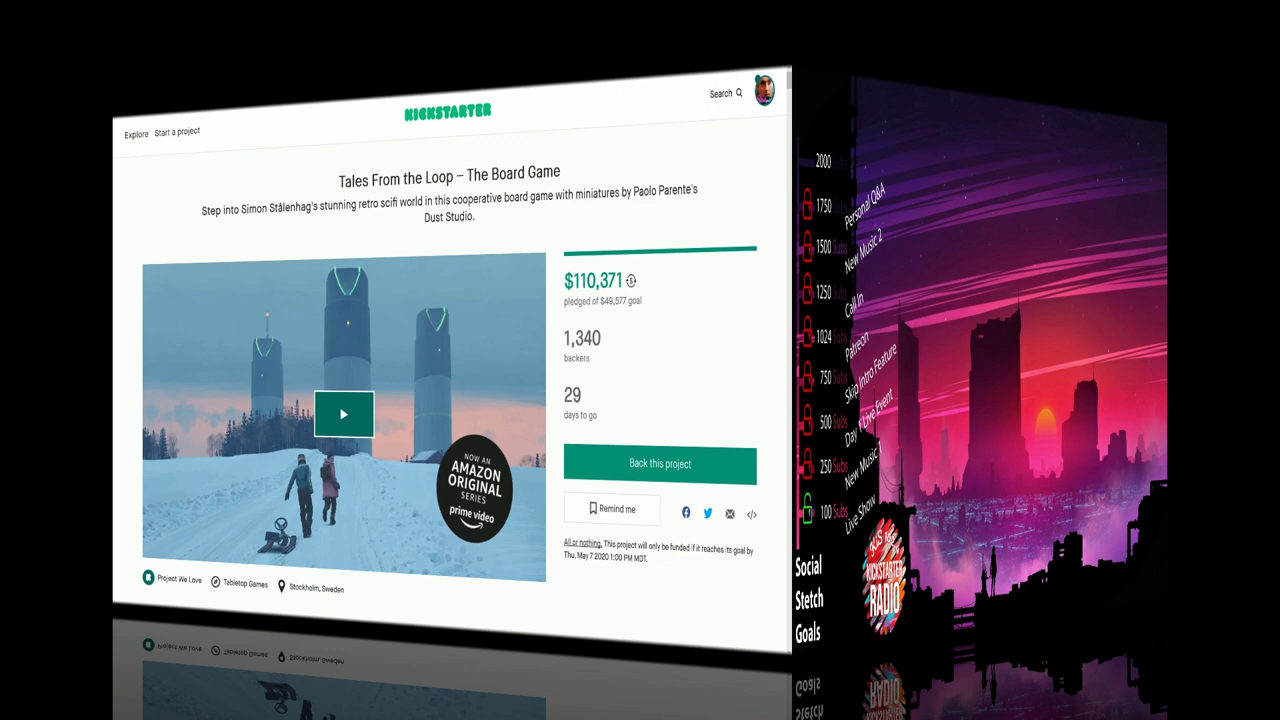 Explore Start a project
KICKSTARTER
Search
Tales From the Loop – The Board Game
Step into Simon Stålenhag's stunning retro scifi world in this cooperative board game with miniatures by Paolo Parente's
Dust Studio.
$110,371
pledged of $49,577 goal
1,340
backers
29
days to go
Back this project
Remind me
All or nothing. This project will only be funded if it reaches its goal by
Thu, May 7 2020 1:00 PM MDT.
NOW AN
AMAZON
ORIGINAL
SERIES
prime video
Project We Love Tabletop Games Stockholm, Sweden
2000 Subs
1750 Subs Personal Q&A
1500 Subs New Music 2
1250 Subs Call In
1024 Subs Patreon
750 Subs Skip Intro Feature
500 Subs Day 1 Live Event
250 Subs New Music 1
100 Subs Live Show
Social
Stetch
Goals
KICKSTARTER
RADIO